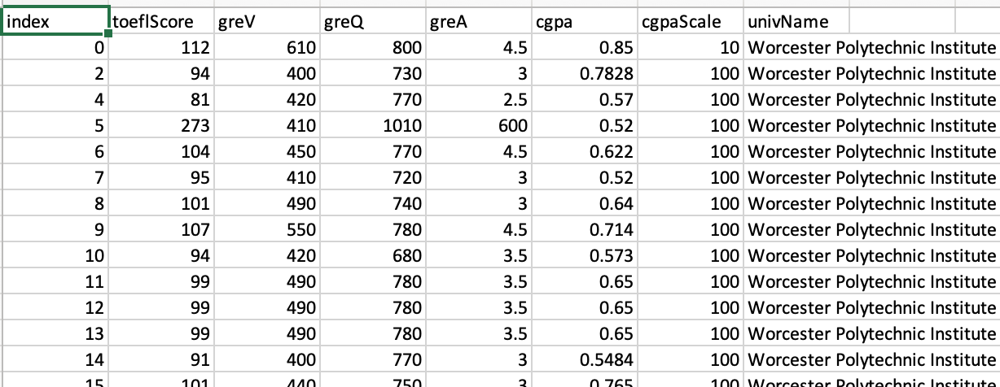 index toeflScore greV greQ greA cgpa cgpaScale univName
0 112 610 800 4.5 0.85 10 Worcester Polytechnic Institute
2 94 400 730 3 0.7828 100 Worcester Polytechnic Institute
4 81 420 770 2.5 0.57 100 Worcester Polytechnic Institute
5 273 410 1010 600 0.52 100 Worcester Polytechnic Institute
6 104 450 770 4.5 0.622 100 Worcester Polytechnic Institute
7 95 410 720 3 0.52 100 Worcester Polytechnic Institute
8 101 490 740 3 0.64 100 Worcester Polytechnic Institute
9 107 550 780 4.5 0.714 100 Worcester Polytechnic Institute
10 94 420 680 3.5 0.573 100 Worcester Polytechnic Institute
11 99 490 780 3.5 0.65 100 Worcester Polytechnic Institute
12 99 490 780 3.5 0.65 100 Worcester Polytechnic Institute
13 99 490 780 3.5 0.65 100 Worcester Polytechnic Institute
14 91 400 770 3 0.5484 100 Worcester Polytechnic Institute
15 101 440 750 3 0.765 100 Worcester Polytechnic Institute